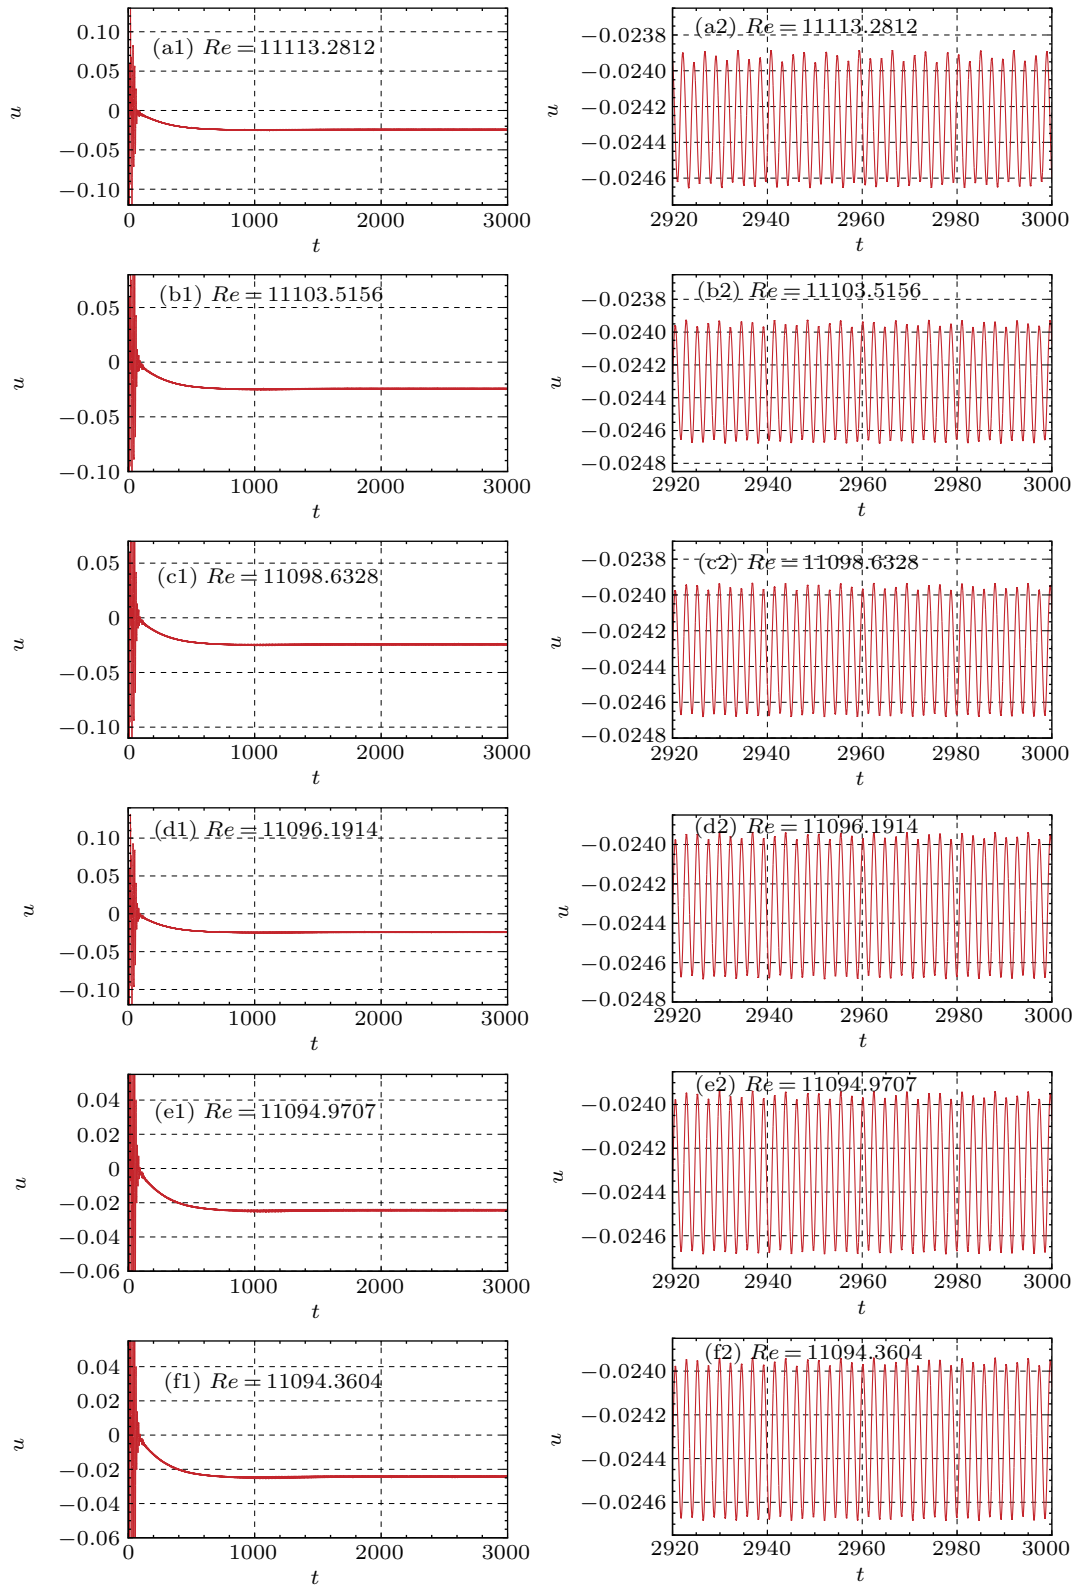 (a1) Re=11113.2812
0.10
0.05
0
−0.05
−0.10
u
0 1000 2000 3000
t
(a2) Re=11113.2812
−0.0238
−0.0240
−0.0242
−0.0244
−0.0246
u
2920 2940 2960 2980 3000
t
(b1) Re=11103.5156
0.05
0
−0.05
−0.10
u
0 1000 2000 3000
t
(b2) Re=11103.5156
−0.0238
−0.0240
−0.0242
−0.0244
−0.0246
−0.0248
u
2920 2940 2960 2980 3000
t
(c1) Re=11098.6328
0.05
0
−0.05
−0.10
u
0 1000 2000 3000
t
(c2) Re=11098.6328
−0.0238
−0.0240
−0.0242
−0.0244
−0.0246
−0.0248
u
2920 2940 2960 2980 3000
t
(d1) Re=11096.1914
0.10
0.05
0
−0.05
−0.10
u
0 1000 2000 3000
t
(d2) Re=11096.1914
−0.0240
−0.0242
−0.0244
−0.0246
−0.0248
u
2920 2940 2960 2980 3000
t
(e1) Re=11094.9707
0.04
0.02
0
−0.02
−0.04
−0.06
u
0 1000 2000 3000
t
(e2) Re=11094.9707
−0.0240
−0.0242
−0.0244
−0.0246
u
2920 2940 2960 2980 3000
t
(f1) Re=11094.3604
0.04
0.02
0
−0.02
−0.04
−0.06
u
0 1000 2000 3000
t
(f2) Re=11094.3604
−0.0240
−0.0242
−0.0244
−0.0246
u
2920 2940 2960 2980 3000
t